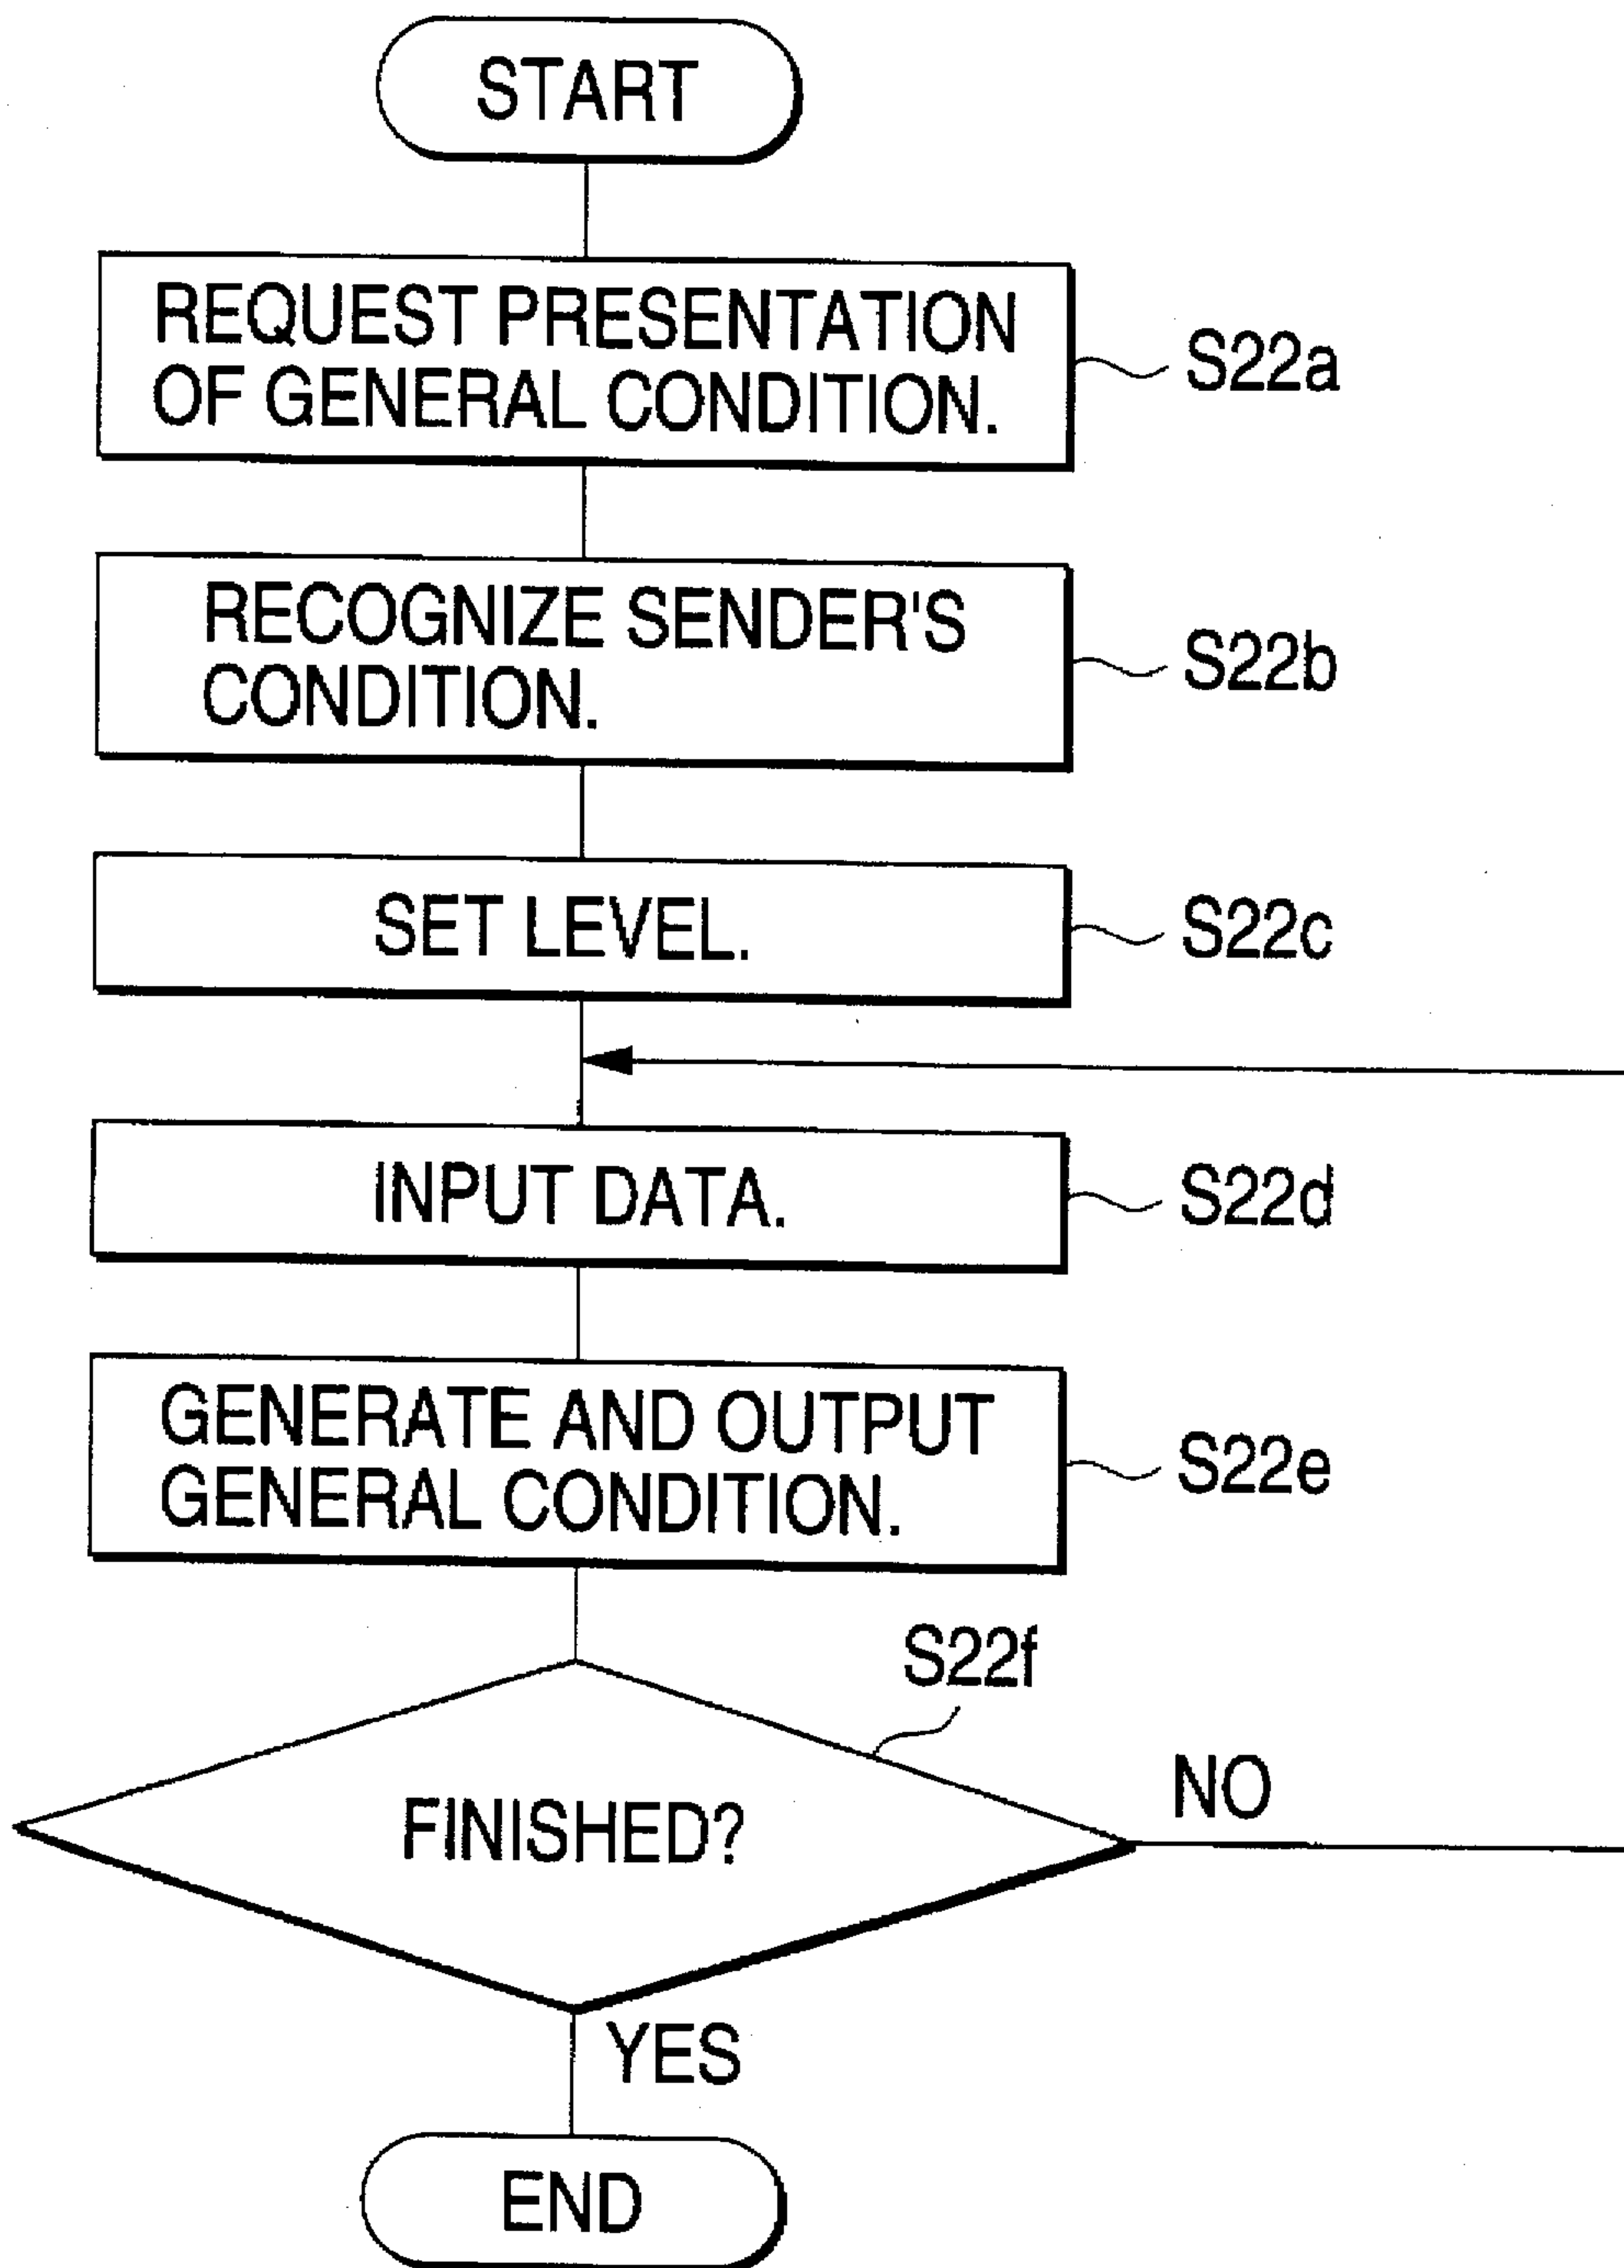 START
REQUEST PRESENTATION
OF GENERAL CONDITION.
S22a
RECOGNIZE SENDER'S
CONDITION.
S22b
SET LEVEL.
S22c
INPUT DATA.
S22d
GENERATE AND OUTPUT
GENERAL CONDITION.
S22e
S22f
FINISHED?
NO
YES
END